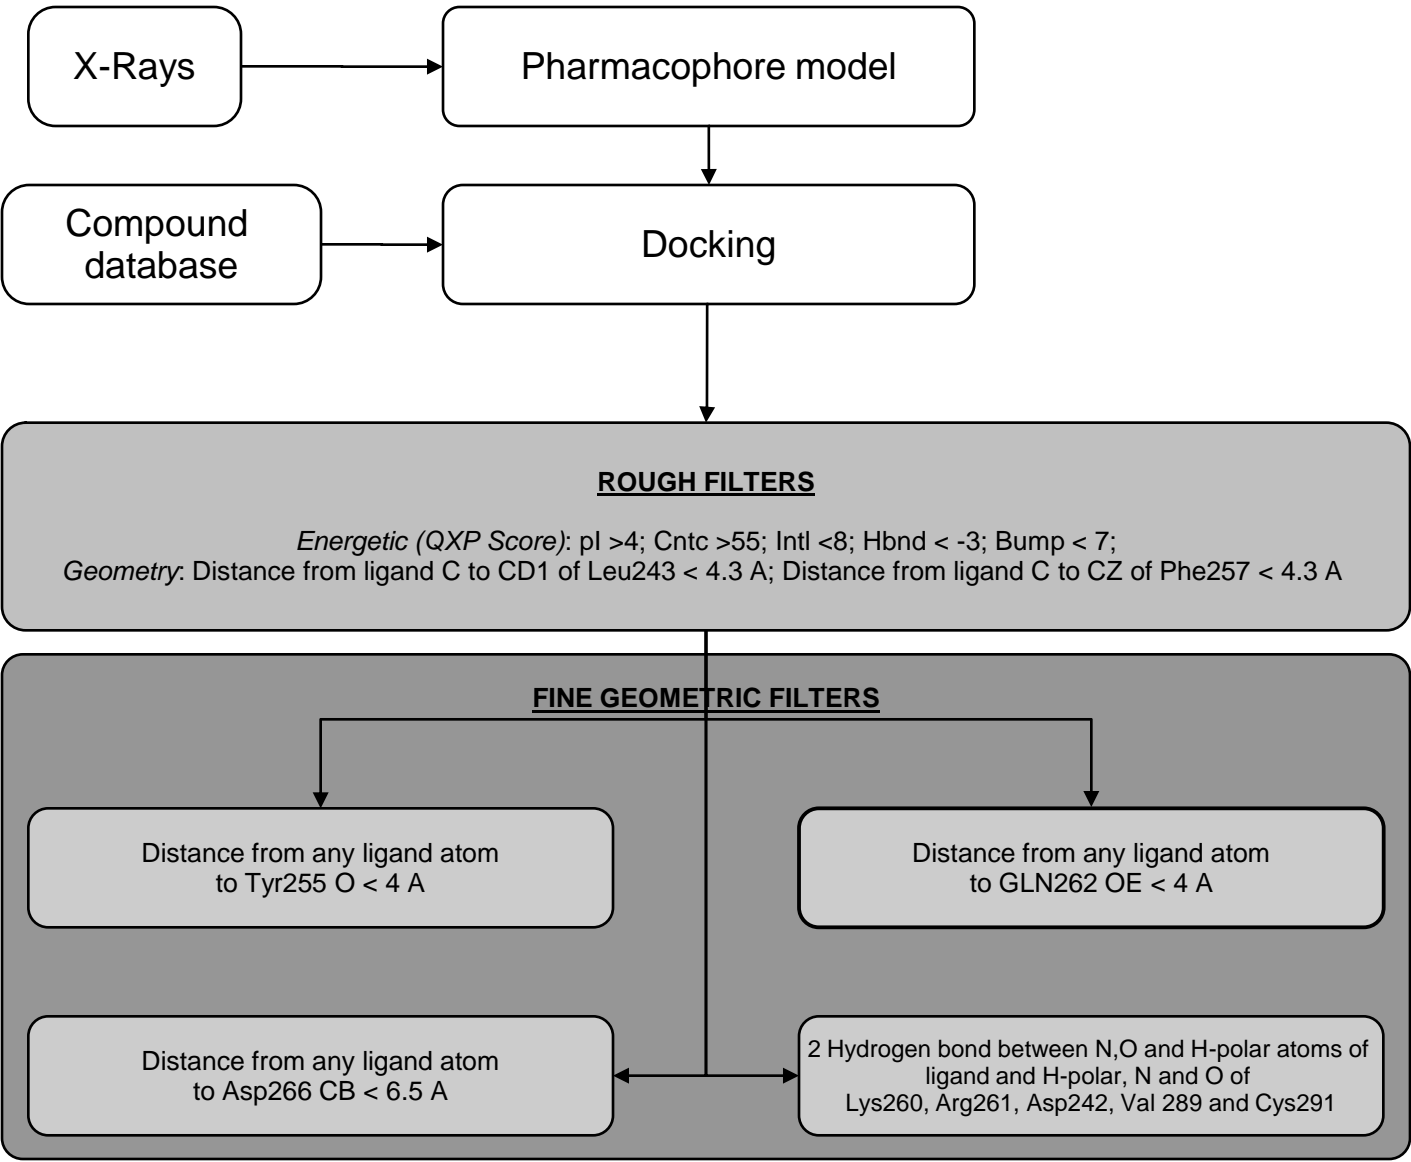 X-Rays
Pharmacophore model
Compound
database
Docking
ROUGH FILTERS
Energetic (QXP Score): pI >4; Cntc >55; Intl <8; Hbnd < -3; Bump < 7;
Geometry: Distance from ligand C to CD1 of Leu243 < 4.3 A; Distance from ligand C to CZ of Phe257 < 4.3 A
FINE GEOMETRIC FILTERS
Distance from any ligand atom
to Tyr255 O < 4 A
Distance from any ligand atom
to GLN262 OE < 4 A
Distance from any ligand atom
to Asp266 CB < 6.5 A
2 Hydrogen bond between N,O and H-polar atoms of
ligand and H-polar, N and O of
Lys260, Arg261, Asp242, Val 289 and Cys291